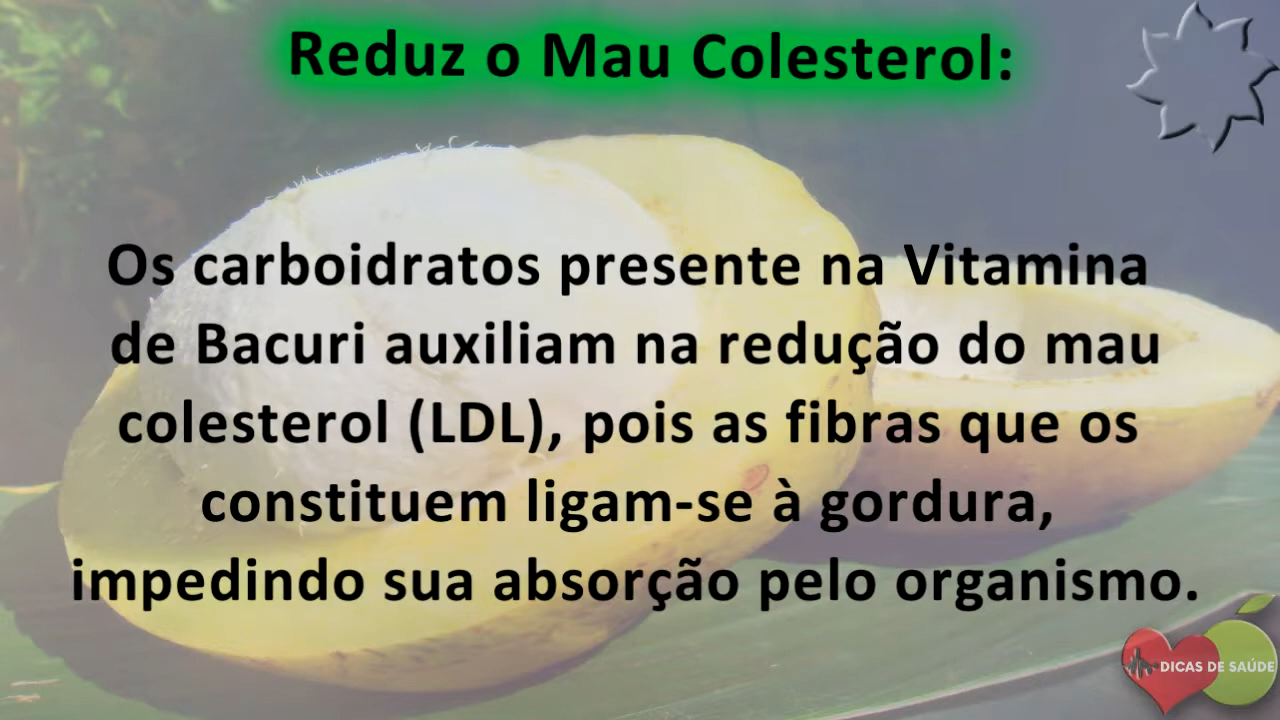 Reduz o Mau Colesterol:
Os carboidratos presente na Vitamina
de Bacuri auxiliam na redução do mau
colesterol (LDL), pois as fibras que os
constituem ligam-se à gordura,
impedindo sua absorção pelo organismo.
DICAS DE SAÚDE